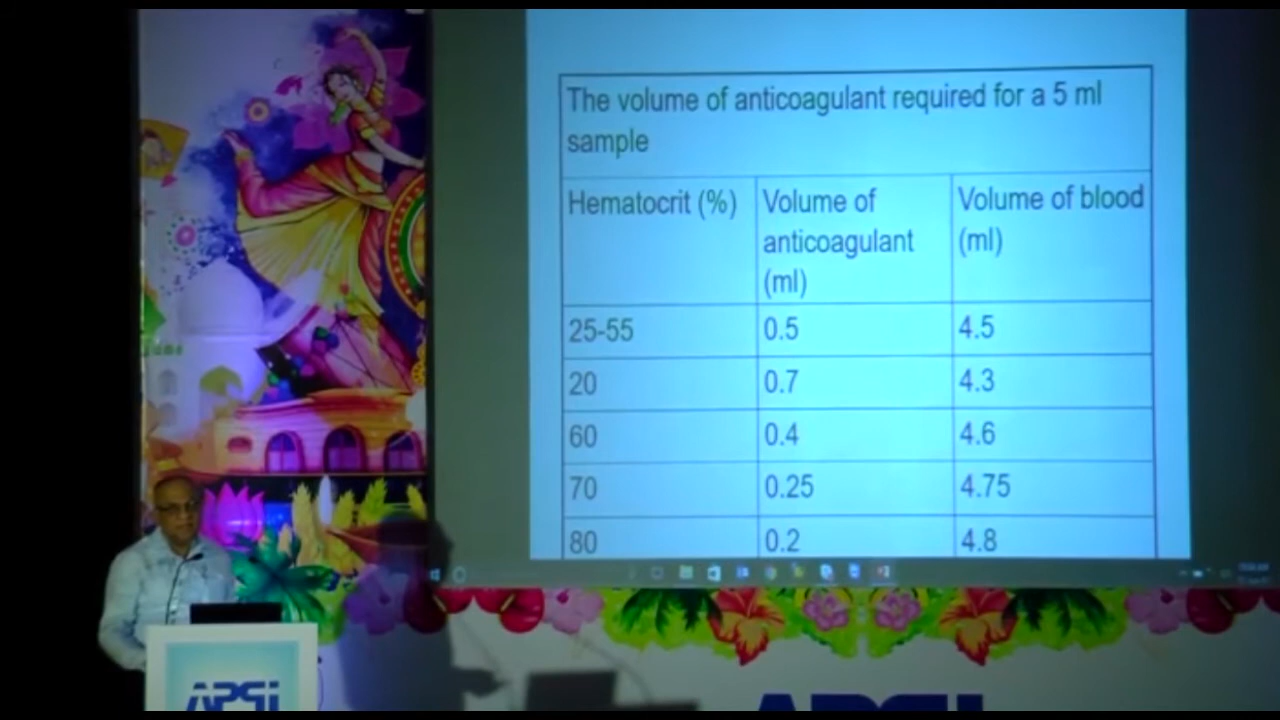 The volume of anticoagulant required for a 5 ml
sample
Hematocrit (%) Volume of anticoagulant (ml) Volume of blood (ml)
25-55 0.5 4.5
20 0.7 4.3
60 0.4 4.6
70 0.25 4.75
80 0.2 4.8
APSI
APSI